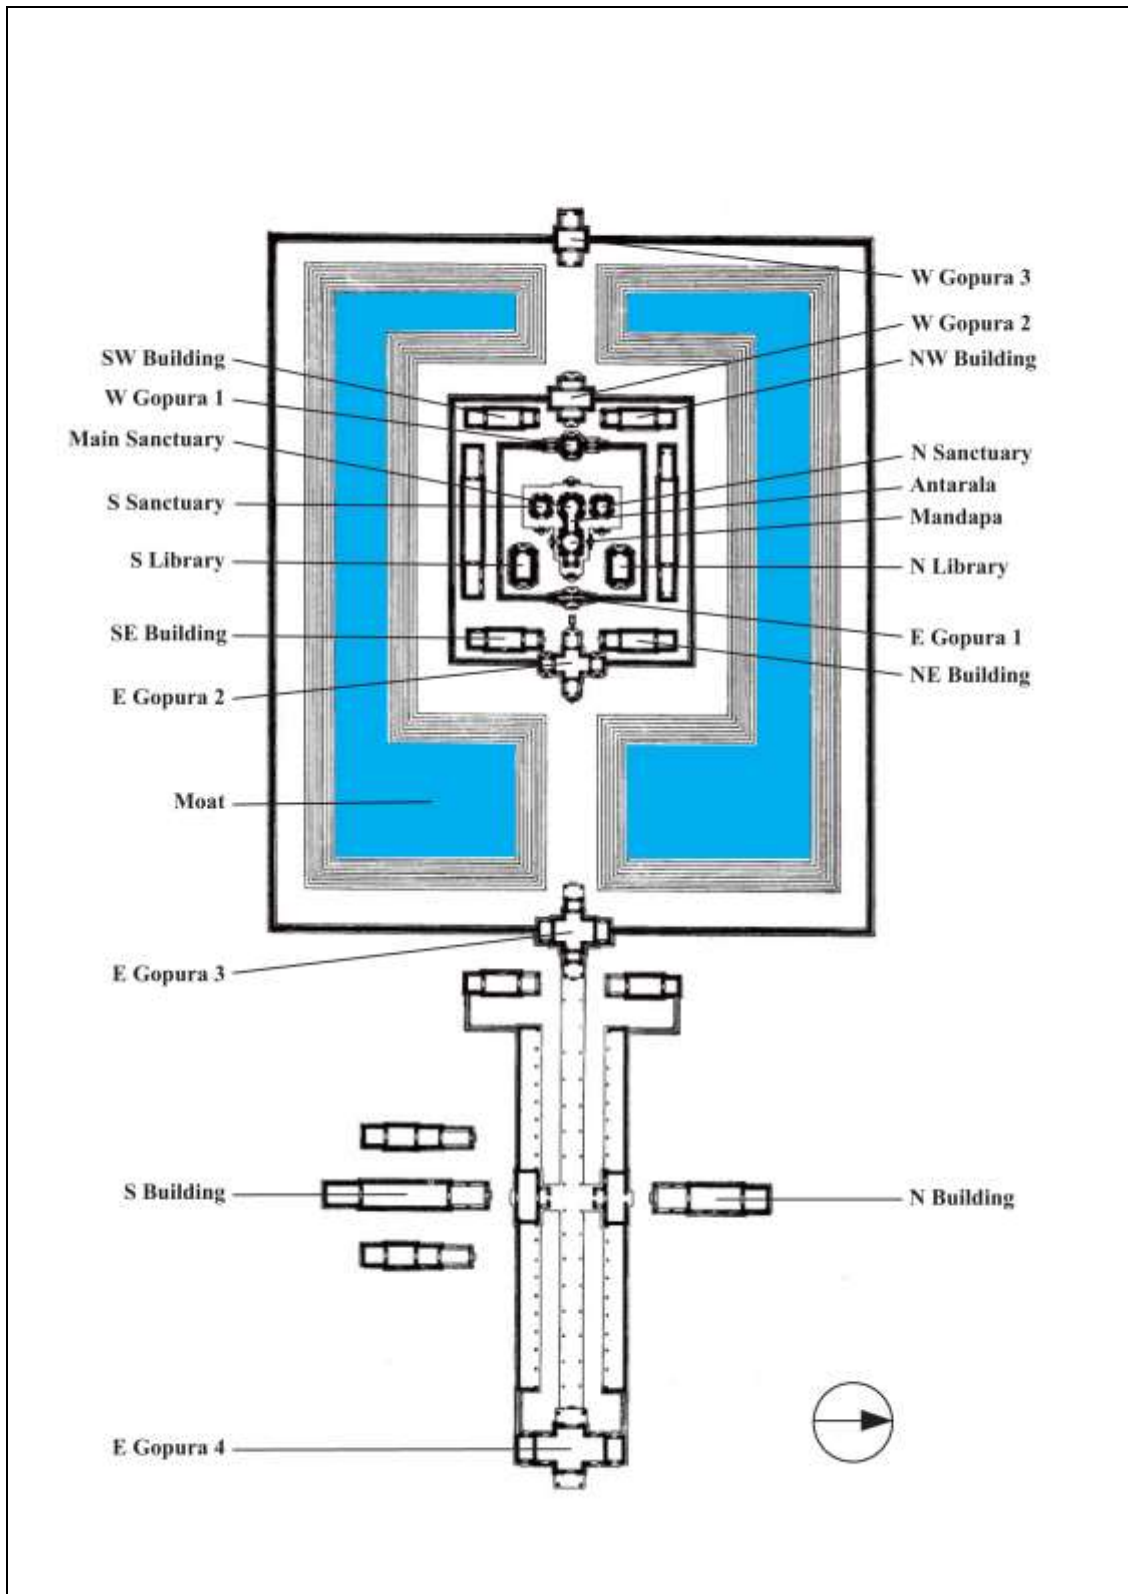 W Gopura 3
W Gopura 2
SW Building
NW Building
W Gopura 1
Main Sanctuary
N Sanctuary
Antarala
S Sanctuary
Mandapa
S Library
N Library
SE Building
E Gopura 1
NE Building
E Gopura 2
Moat
E Gopura 3
S Building
N Building
E Gopura 4